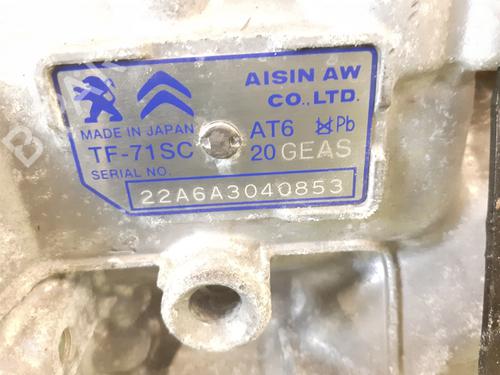 AISIN AW
CO.,LTD.
MADE IN JAPAN
AT6 Pb
TF-71SC
20 GEAS
SERIAL NO.
22A6A3040853